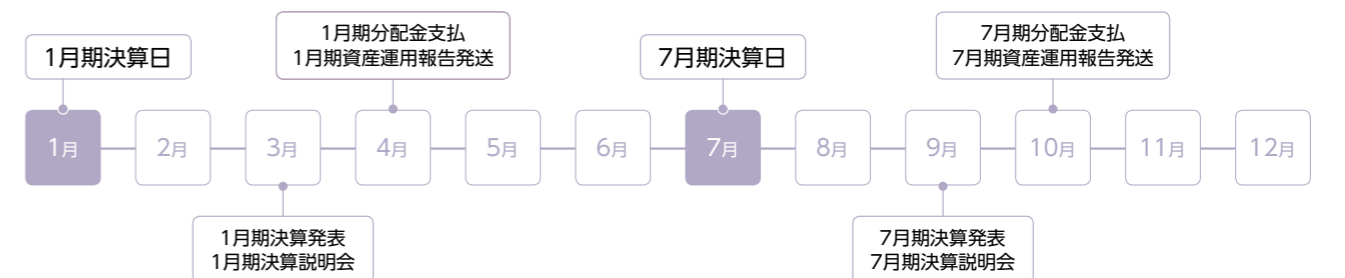 1月期分配金支払
1月期資産運用報告発送
7月期分配金支払
7月期資産運用報告発送
1月期決算日
7月期決算日
1月
2月
3月
4月
5月
6月
7月
8月
9月
10月
11月
12月
1月期決算発表
1月期決算説明会
7月期決算発表
7月期決算説明会